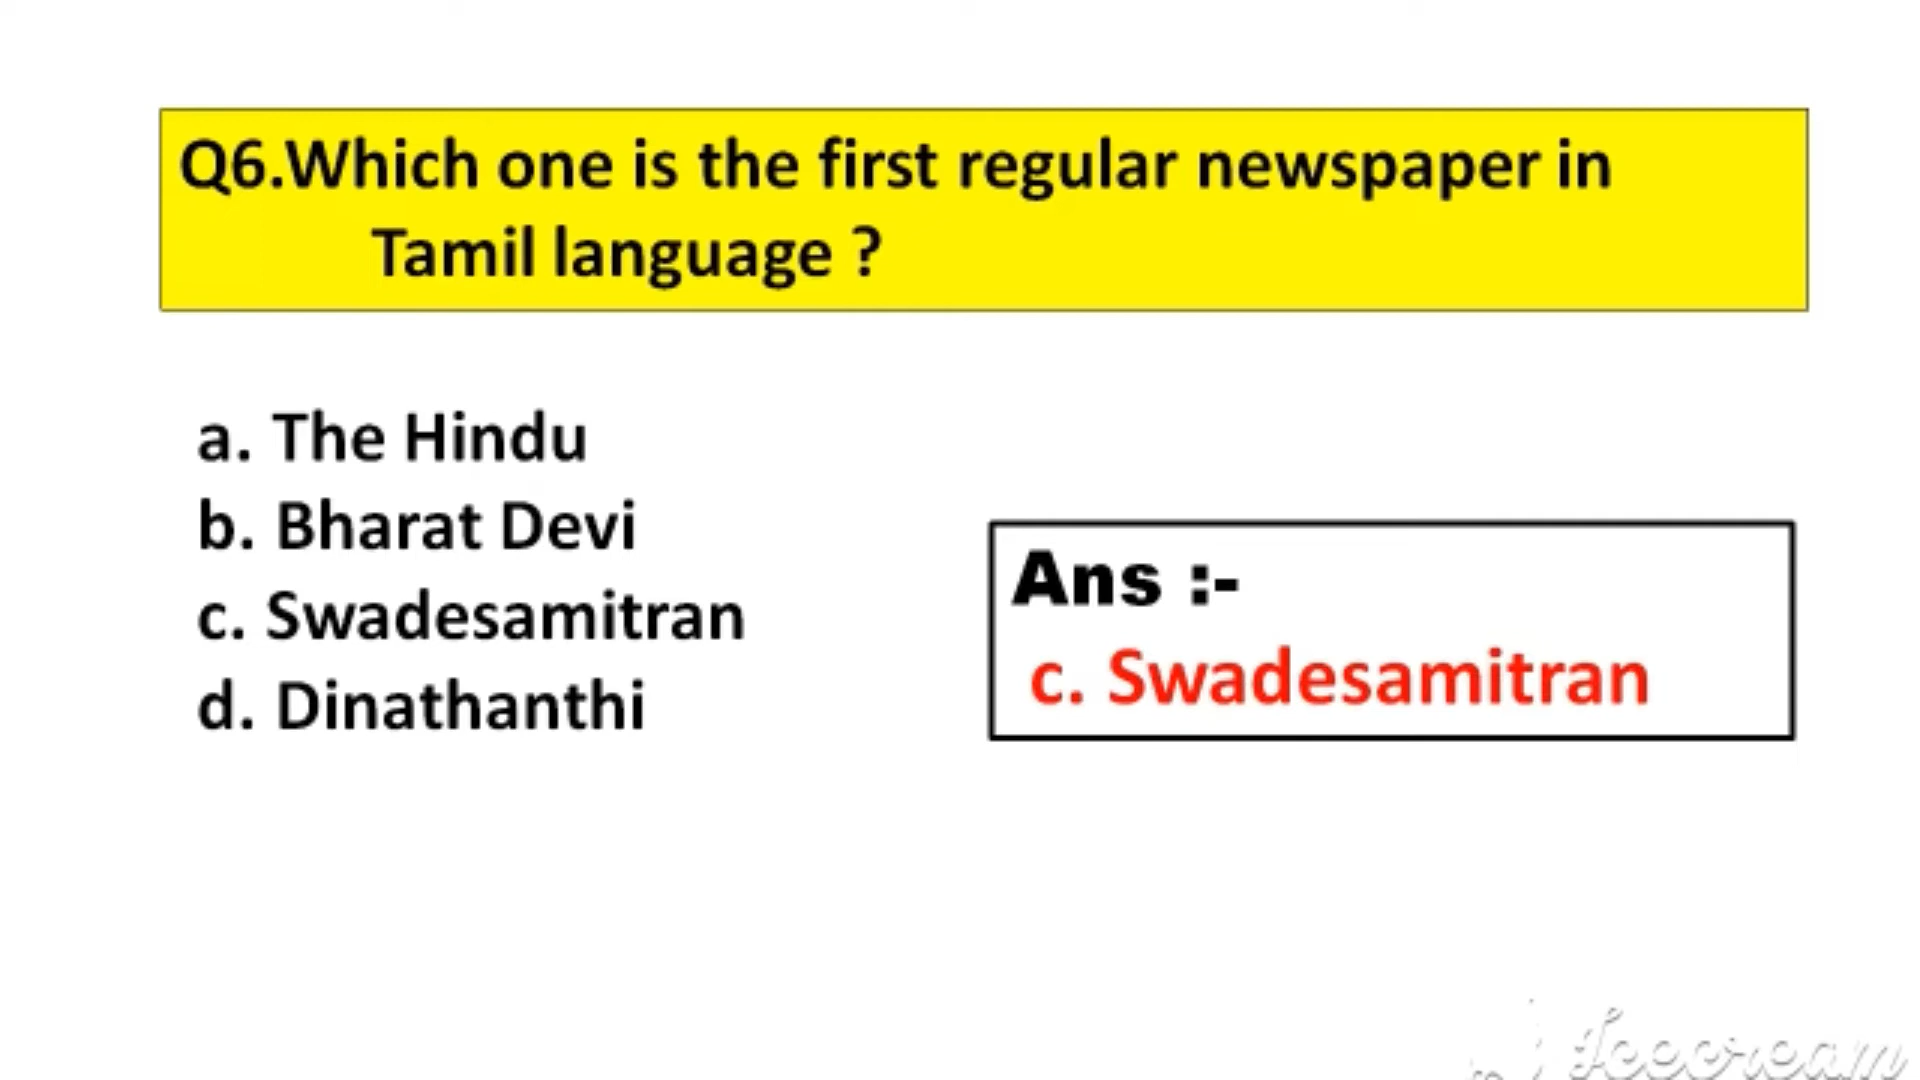 Q6.Which one is the first regular newspaper in
Tamil language ?
a. The Hindu
b. Bharat Devi
c. Swadesamitran
d. Dinathanthi
Ans :-
c. Swadesamitran
Icecream